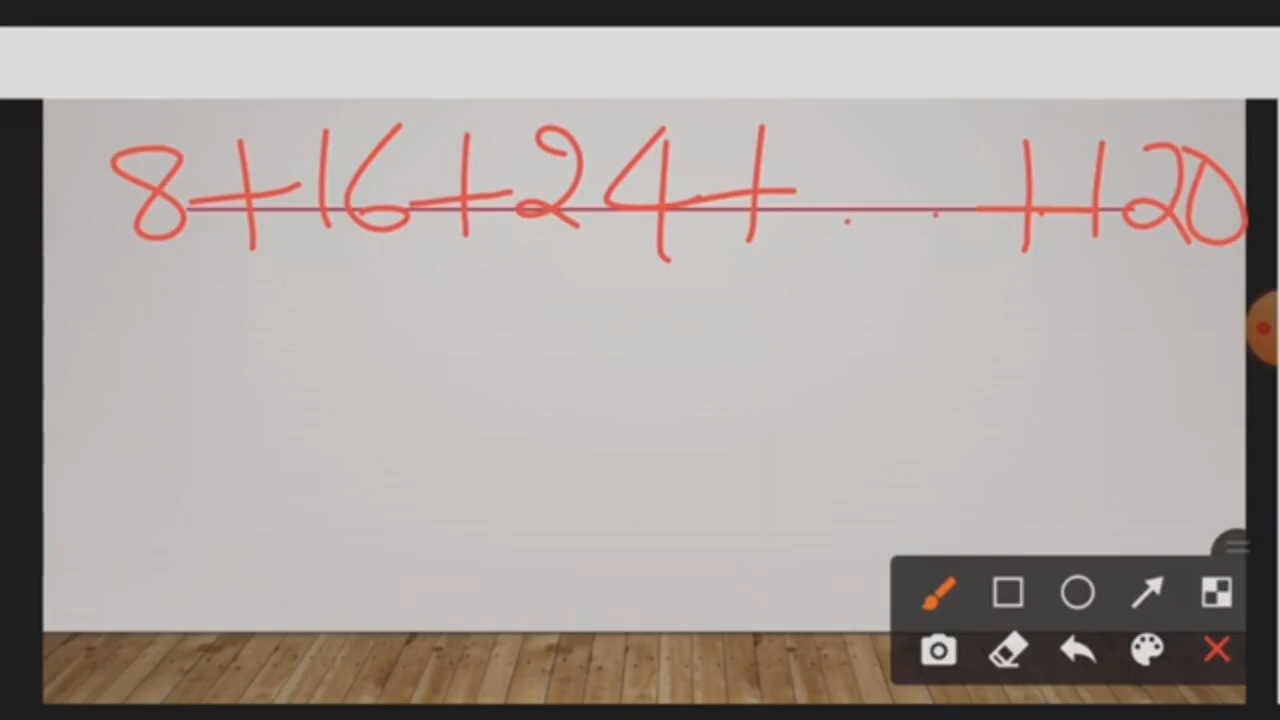 8+16+24+ . . . +120